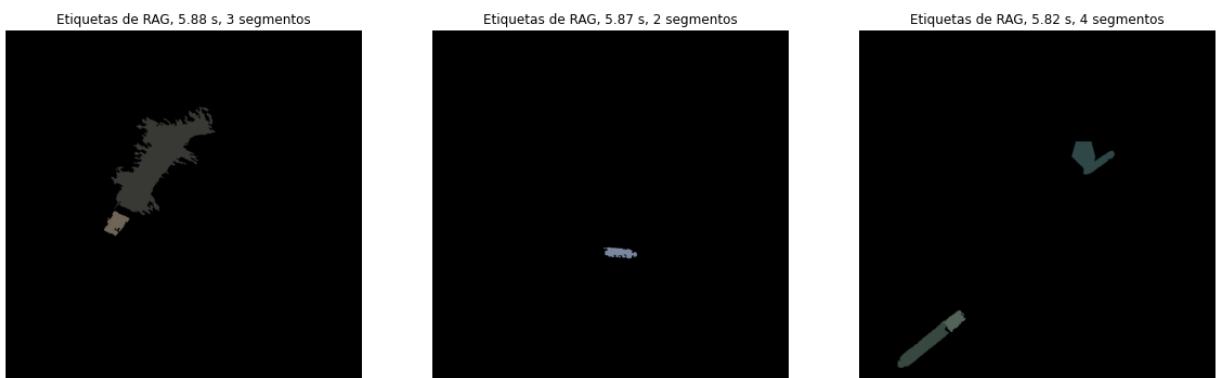 Etiquetas de RAG, 5.88 s, 3 segmentos
Etiquetas de RAG, 5.87 s, 2 segmentos
Etiquetas de RAG, 5.82 s, 4 segmentos